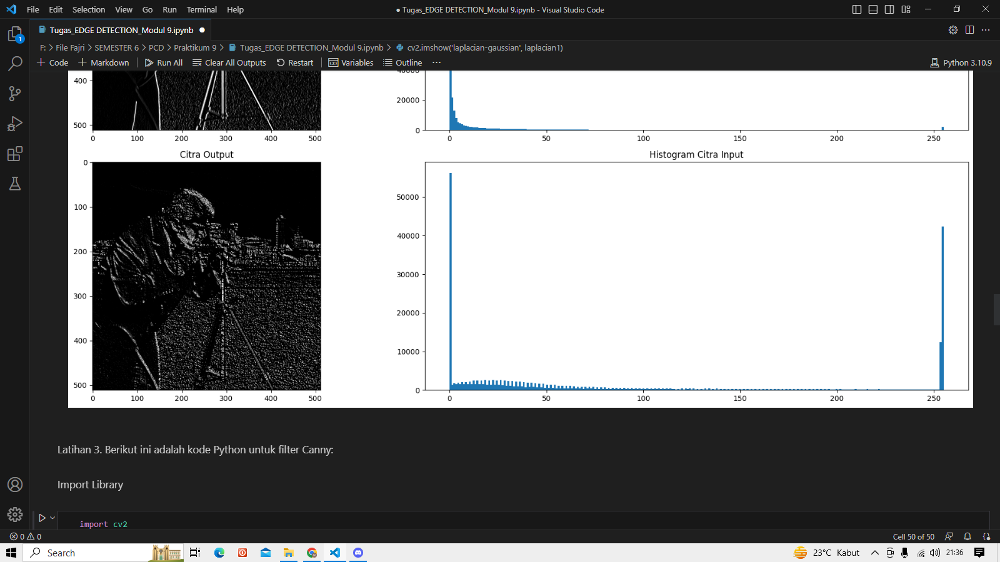 File Edit Selection View Go Run Terminal Help ● Tugas_EDGE DETECTION_Modul 9.ipynb - Visual Studio Code
Tugas_EDGE DETECTION_Modul 9.ipynb ●
F: > File Fajri > SEMESTER 6 > PCD > Praktikum 9 > Tugas_EDGE DETECTION_Modul 9.ipynb > cv2.imshow('laplacian-gaussian', laplacian1)
+ Code + Markdown Run All Clear All Outputs Restart Variables Outline ... Python 3.10.9
1
400
500
0 100 200 300 400 500
40000
20000
0
0 50 100 150 200 250
Citra Output
0
100
200
300
400
500
0 100 200 300 400 500
Histogram Citra Input
50000
40000
30000
20000
10000
0
0 50 100 150 200 250
Latihan 3. Berikut ini adalah kode Python untuk filter Canny:
Import Library
import cv2
0 0 Cell 50 of 50
Search 23°C Kabut 21:36